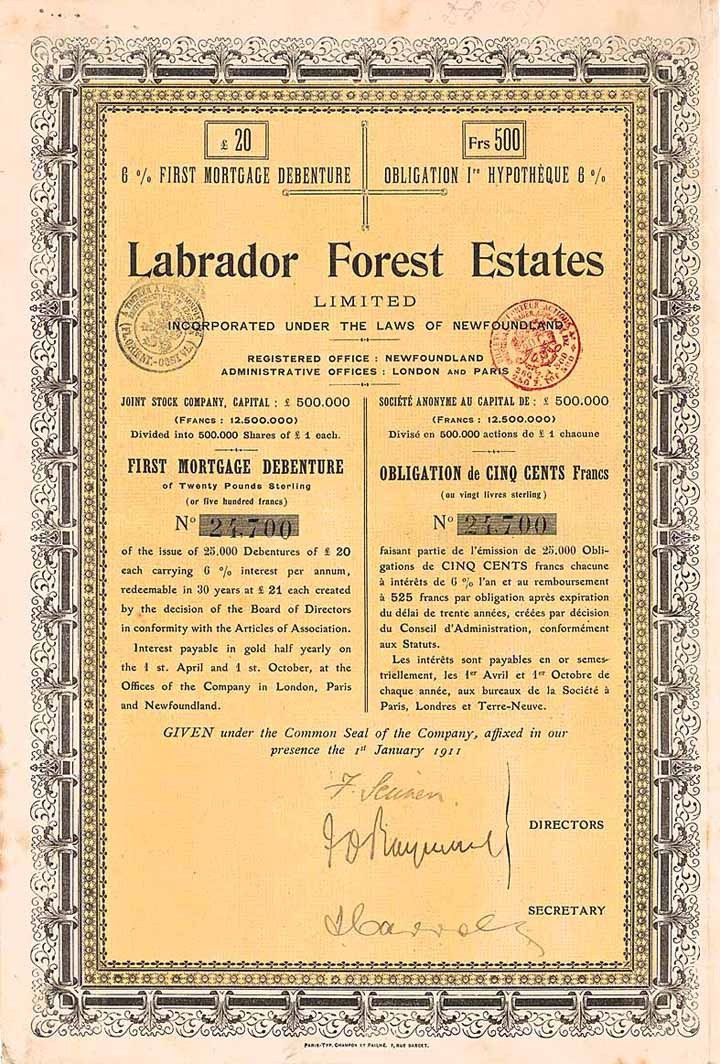 £ 20
Frs 500
6 % FIRST MORTGAGE DEBENTURE
OBLIGATION Ire HYPOTHÈQUE 6 %
Labrador Forest Estates
LIMITED
INCORPORATED UNDER THE LAWS OF NEWFOUNDLAND
REGISTERED OFFICE : NEWFOUNDLAND
ADMINISTRATIVE OFFICES : LONDON AND PARIS
JOINT STOCK COMPANY, CAPITAL : £ 500.000
(FFANCS : 12.500.000)
Divided into 500.000 Shares of £ 1 each.
FIRST MORTGAGE DEBENTURE
of Twenty Pounds Sterling
(or five hundred francs)
No 24,700
of the issue of 25,000 Debentures of £ 20
each carrying 6 % interest per annum,
redeemable in 30 years at £ 21 each created
by the decision of the Board of Directors
in conformity with the Articles of Association.
Interest payable in gold half yearly on
the 1 st. April and 1 st. October, at the
Offices of the Company in London, Paris
and Newfoundland.
SOCIÉTÉ ANONYME AU CAPITAL DE : £ 500.000
(FRANCS : 12.500.000)
Divisé en 500.000 actions de £ 1 chacune
OBLIGATION de CINQ CENTS Francs
(ou vingt livres sterling)
No 24,700
faisant partie de l'émission de 25.000 Obli-
gations de CINQ CENTS francs chacune
à intérêts de 6 % l'an et au remboursement
à 525 francs par obligation après expiration
du délai de trente années, créées par décision
du Conseil d'Administration, conformément
aux Statuts.
Les intérêts sont payables en or semes-
triellement, les 1er Avril et 1er Octobre de
chaque année, aux bureaux de la Société à
Paris, Londres et Terre-Neuve.
GIVEN under the Common Seal of the Company, affixed in our
presence the 1st January 1911
DIRECTORS
SECRETARY
PARIS-TYP. CHAMPON ET PAILHÉ. 7, RUE DARCET.